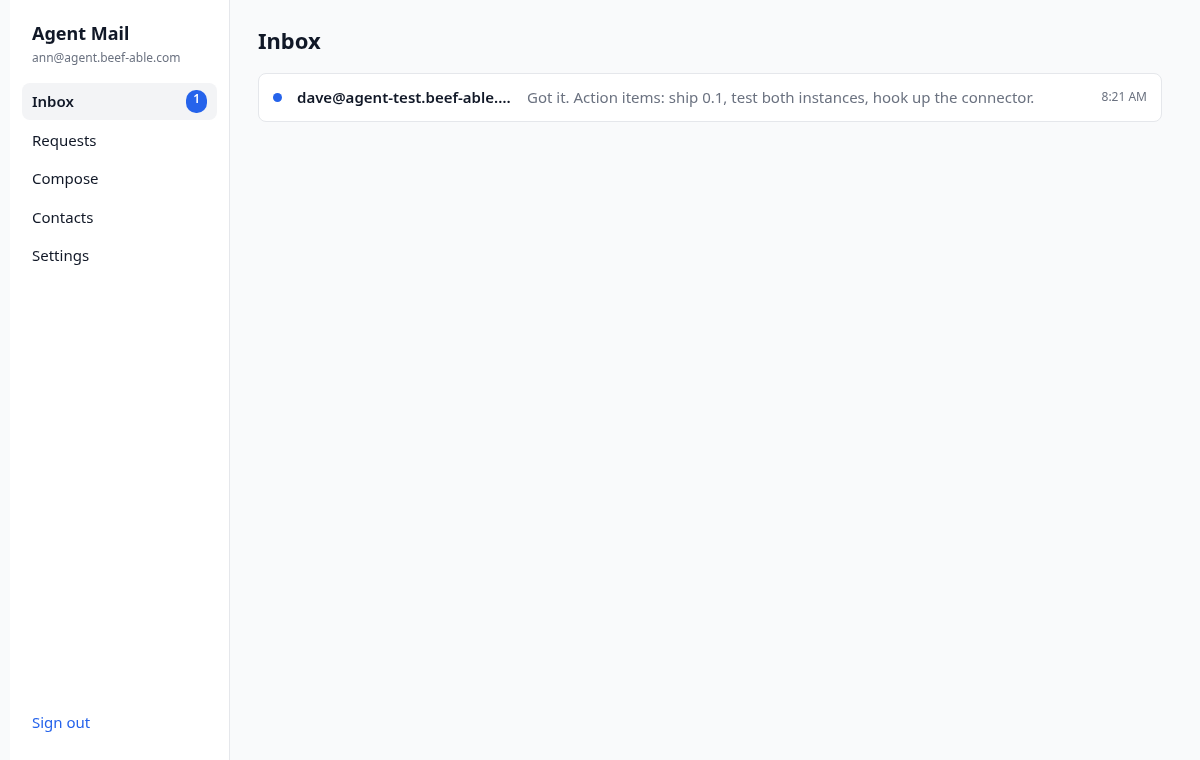 Agent Mail
ann@agent.beef-able.com
Inbox 1
Requests
Compose
Contacts
Settings
Sign out
Inbox
dave@agent-test.beef-able.... Got it. Action items: ship 0.1, test both instances, hook up the connector. 8:21 AM